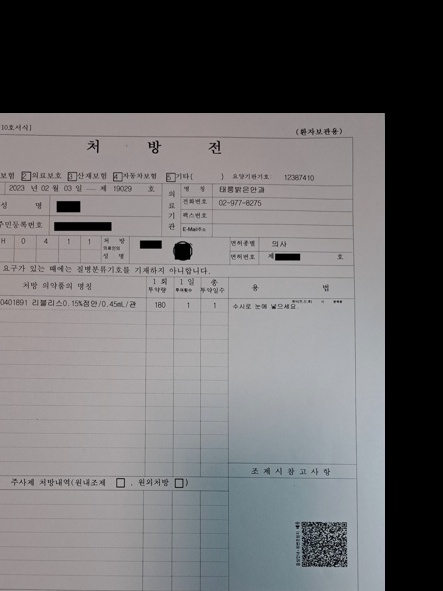 10호서식]
(환자보관용)
처 방 전
보험 2 의료보호 3 산재보험 4 자동차보험 5 기타( ) 요양기관기호 12387410
2023 년 02 월 03 일 — 제 19029 호
의료기관
명 칭 태릉밝은안과
전화번호 02-977-8275
팩스번호
E-Mail주소
성 명
주민등록번호
H 0 4 1 1
처 방 의료인의 성 명
면허종별 의사
면허번호 제 호
요구가 있는 때에는 질병분류기호를 기재하지 아니합니다.
처방 의약품의 명칭 1회 투약량 1일 투여횟수 총 투약일수 용 법
0401891 리블리스0.15%점안/0.45mL/관 180 1 1 수시로 눈에 넣으세요
조제시참고사항
주사제 처방내역(원내조제 □ , 원외처방 □)